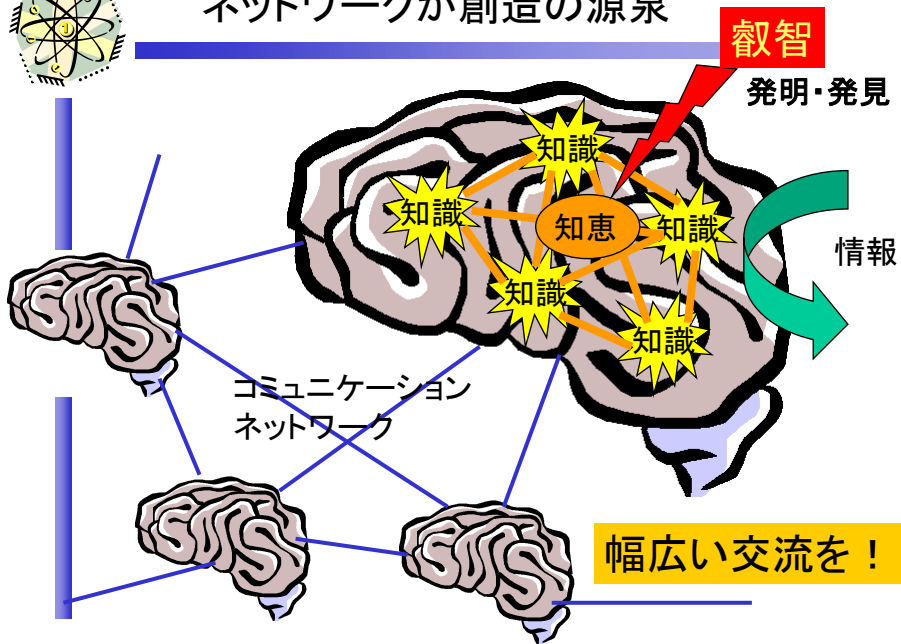 ネットワークが創造の源泉
叡智
発明・発見
知識
知識
知恵
知識
情報
知識
知識
コミュニケーション
ネットワーク
幅広い交流を！